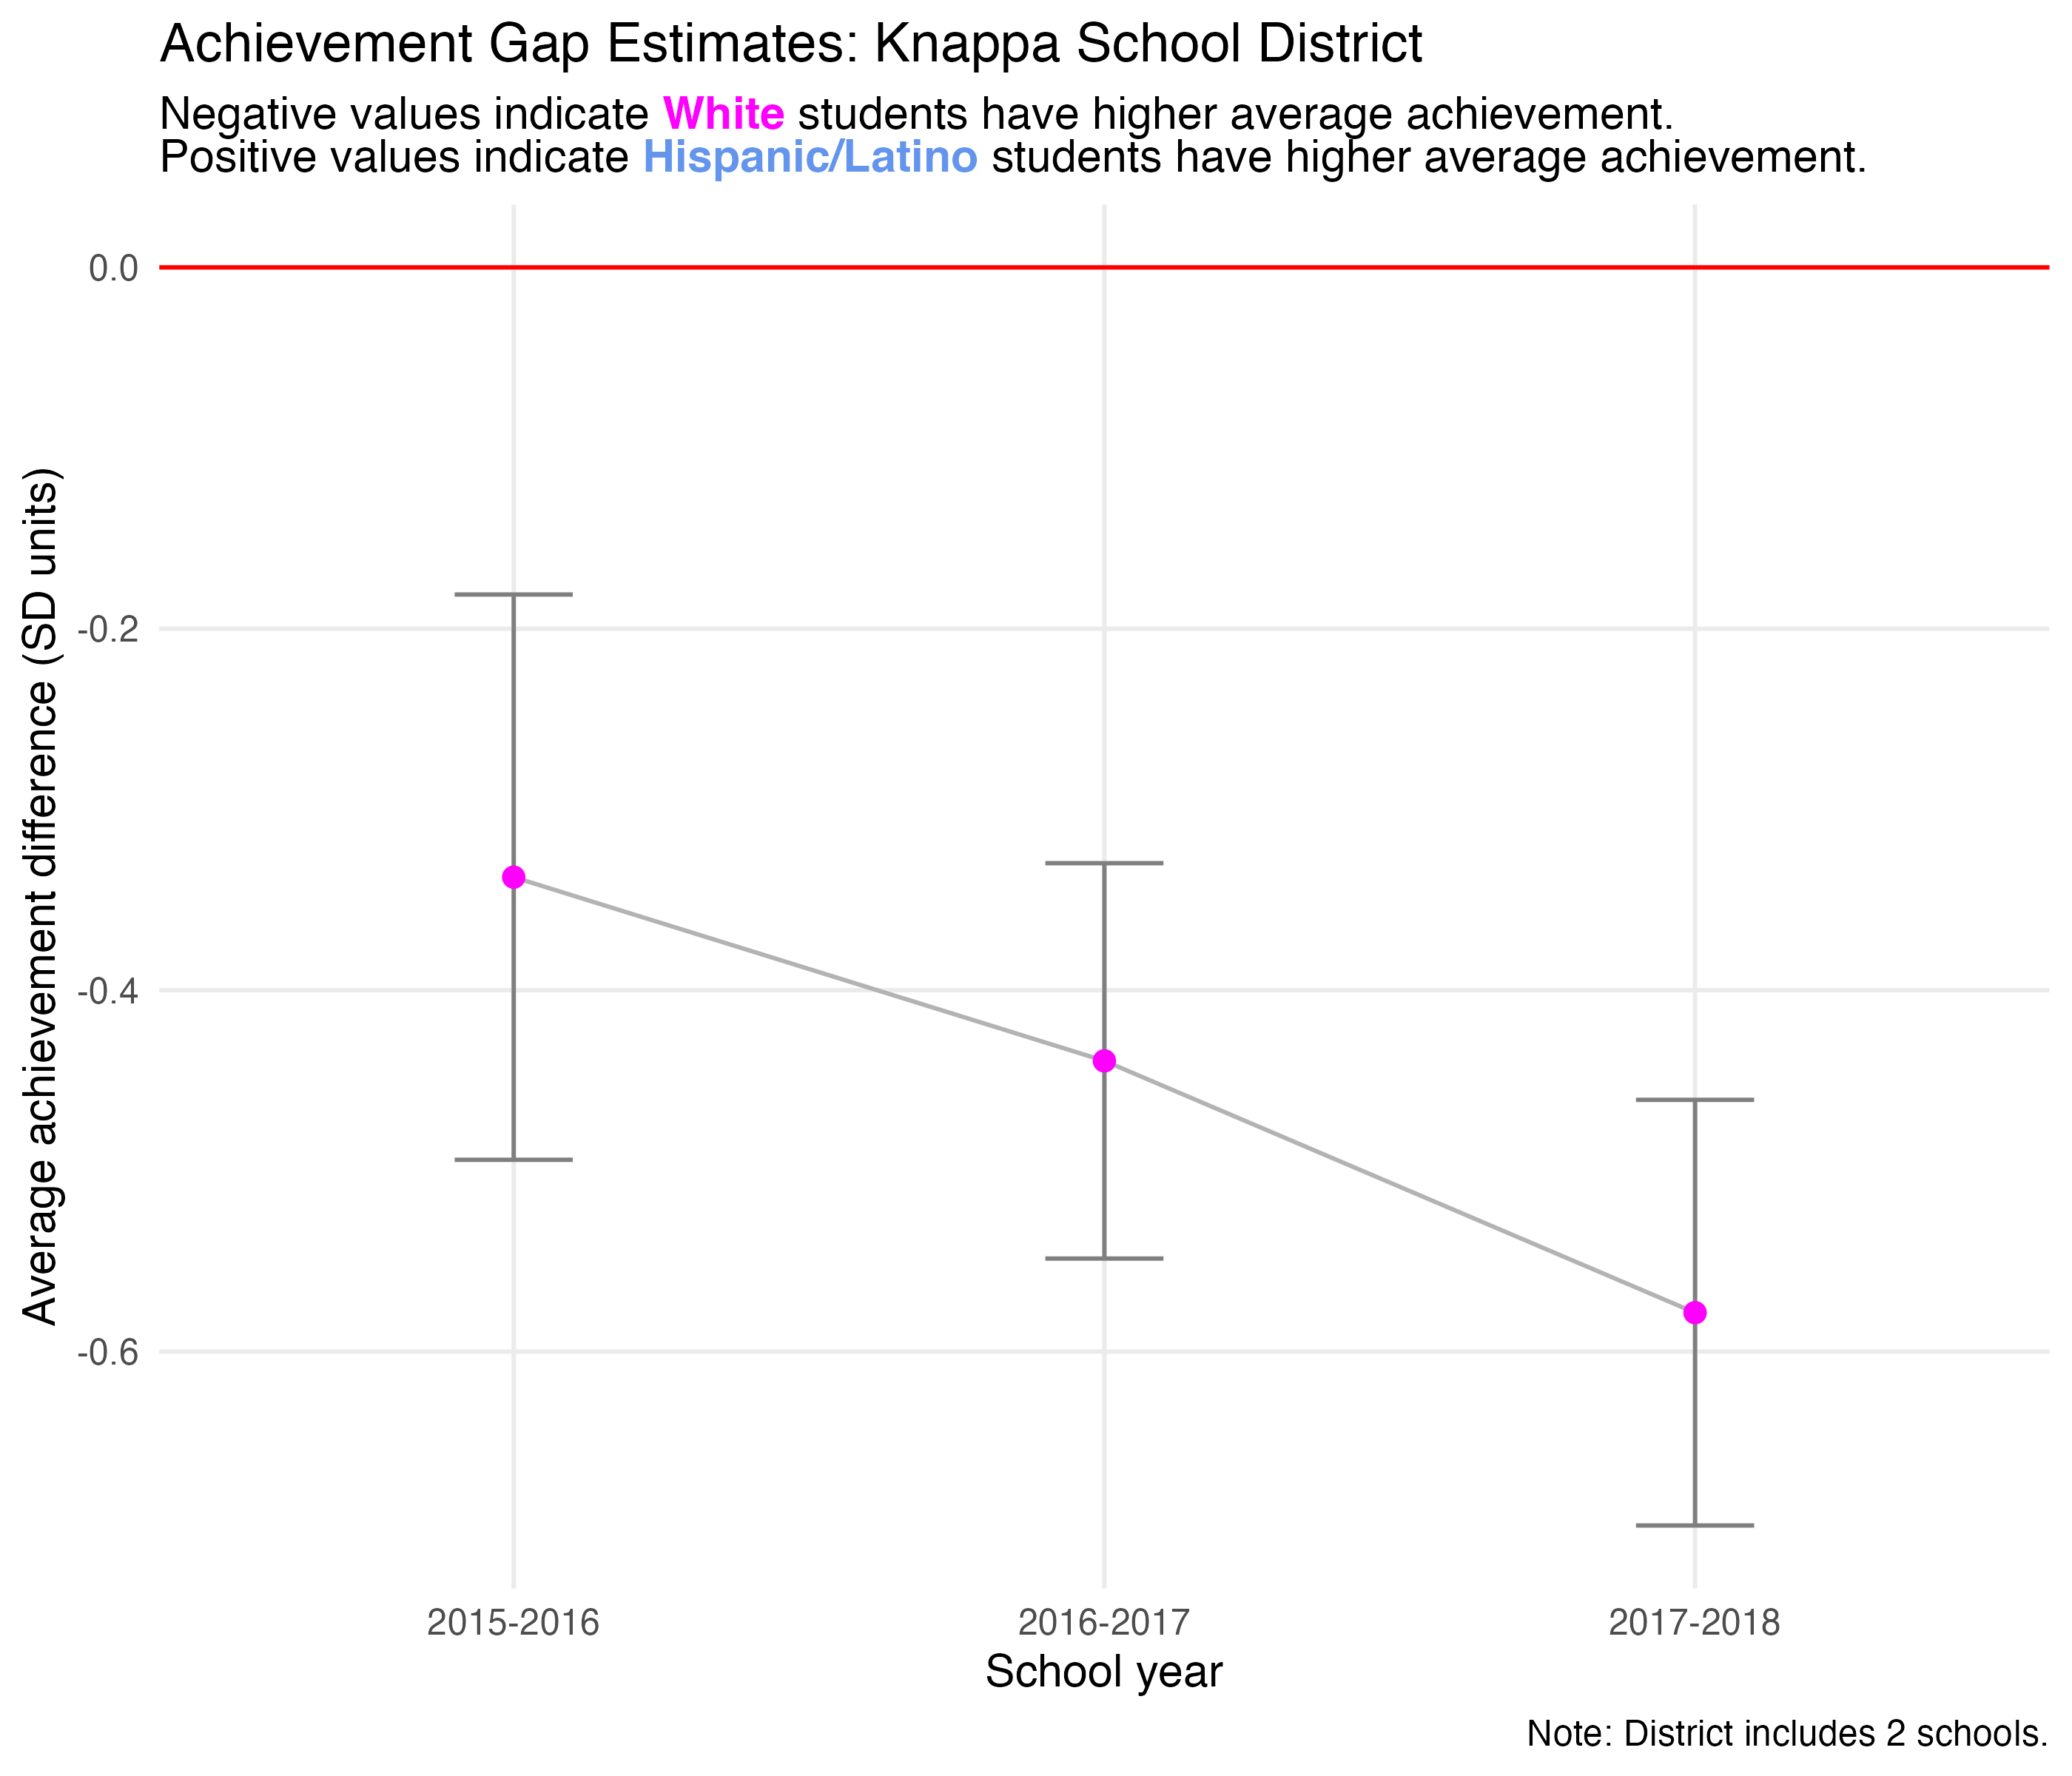 Achievement Gap Estimates: Knappa School District
Negative values indicate White students have higher average achievement.
Positive values indicate Hispanic/Latino students have higher average achievement.
Average achievement difference (SD units)
0.0
-0.2
-0.4
-0.6
2015-2016 2016-2017 2017-2018
School year
Note: District includes 2 schools.